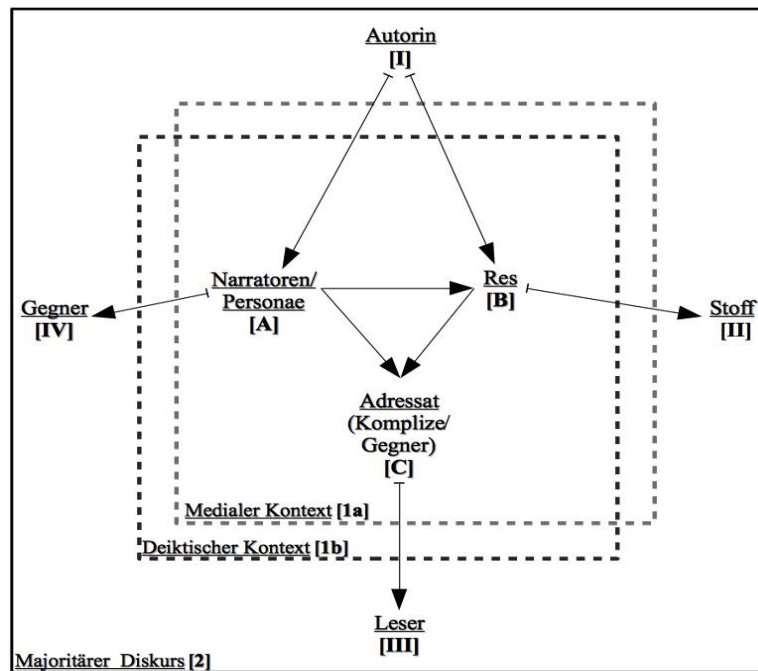 Autorin
[I]
Narratoren/
Personae
[A]
Res
[B]
Gegner
[IV]
Stoff
[II]
Adressat
(Komplize/
Gegner)
[C]
Medialer Kontext [1a]
Deiktischer Kontext [1b]
Leser
[III]
Majoritärer Diskurs [2]